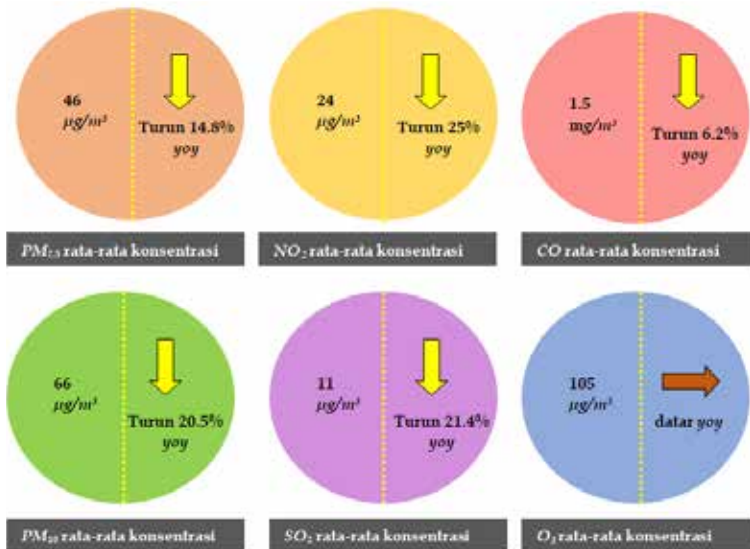 46
µg/m³
Turun 14.8%
yoy
24
µg/m³
Turun 25%
yoy
1.5
mg/m³
Turun 6.2%
yoy
PM₂.₅ rata-rata konsentrasi
NO₂ rata-rata konsentrasi
CO rata-rata konsentrasi
66
µg/m³
Turun 20.5%
yoy
11
µg/m³
Turun 21.4%
yoy
105
µg/m³
datar yoy
PM₁₀ rata-rata konsentrasi
SO₂ rata-rata konsentrasi
O₃ rata-rata konsentrasi